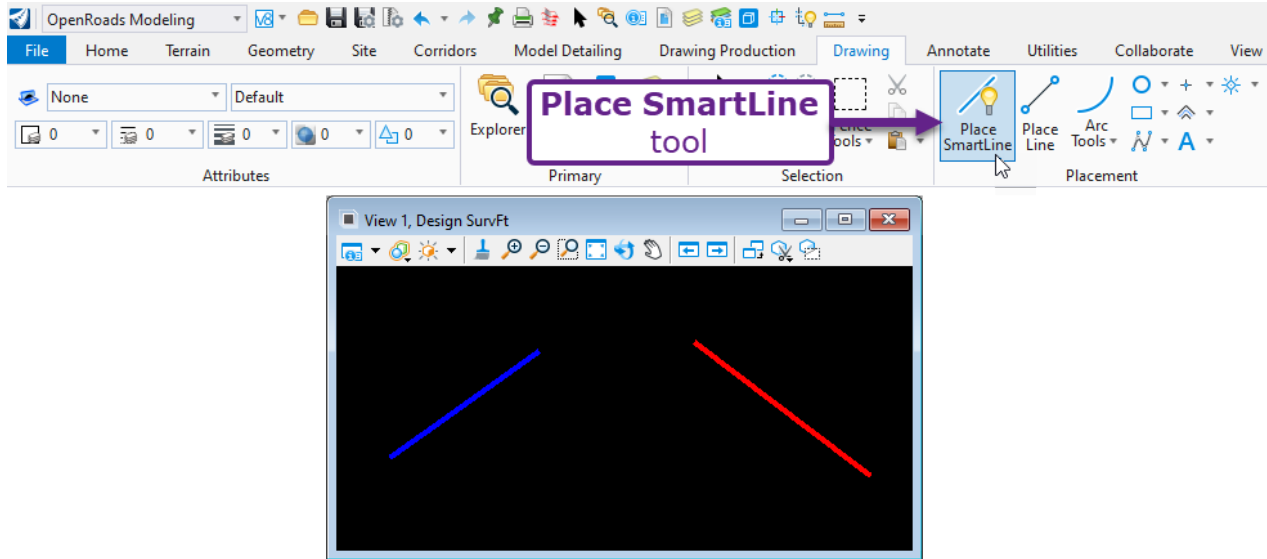 OpenRoads Modeling
File Home Terrain Geometry Site Corridors Model Detailing Drawing Production Drawing Annotate Utilities Collaborate View
None Default
0 0 0 0 0
Explorer
Place SmartLine
tool
Tools
Place
SmartLine
Place
Line
Arc
Tools
A
Attributes Primary Selection Placement
View 1, Design SurvFt